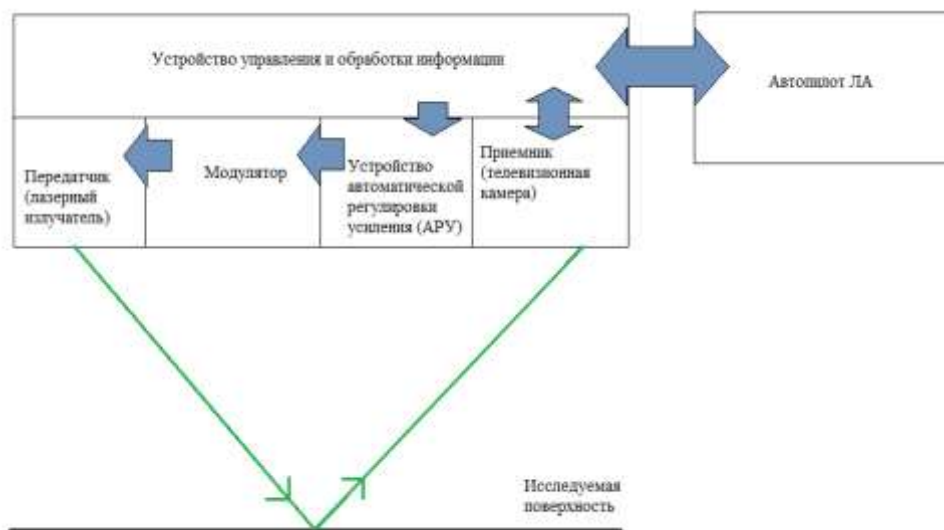 Устройство управления и обработки информации
Автопилот ЛА
Передатчик
(лазерный
излучатель)
Модулятор
Устройство
автоматической
регулировки
усиления (АРУ)
Приемник
(телевизионная
камера)
Исследуемая
поверхность